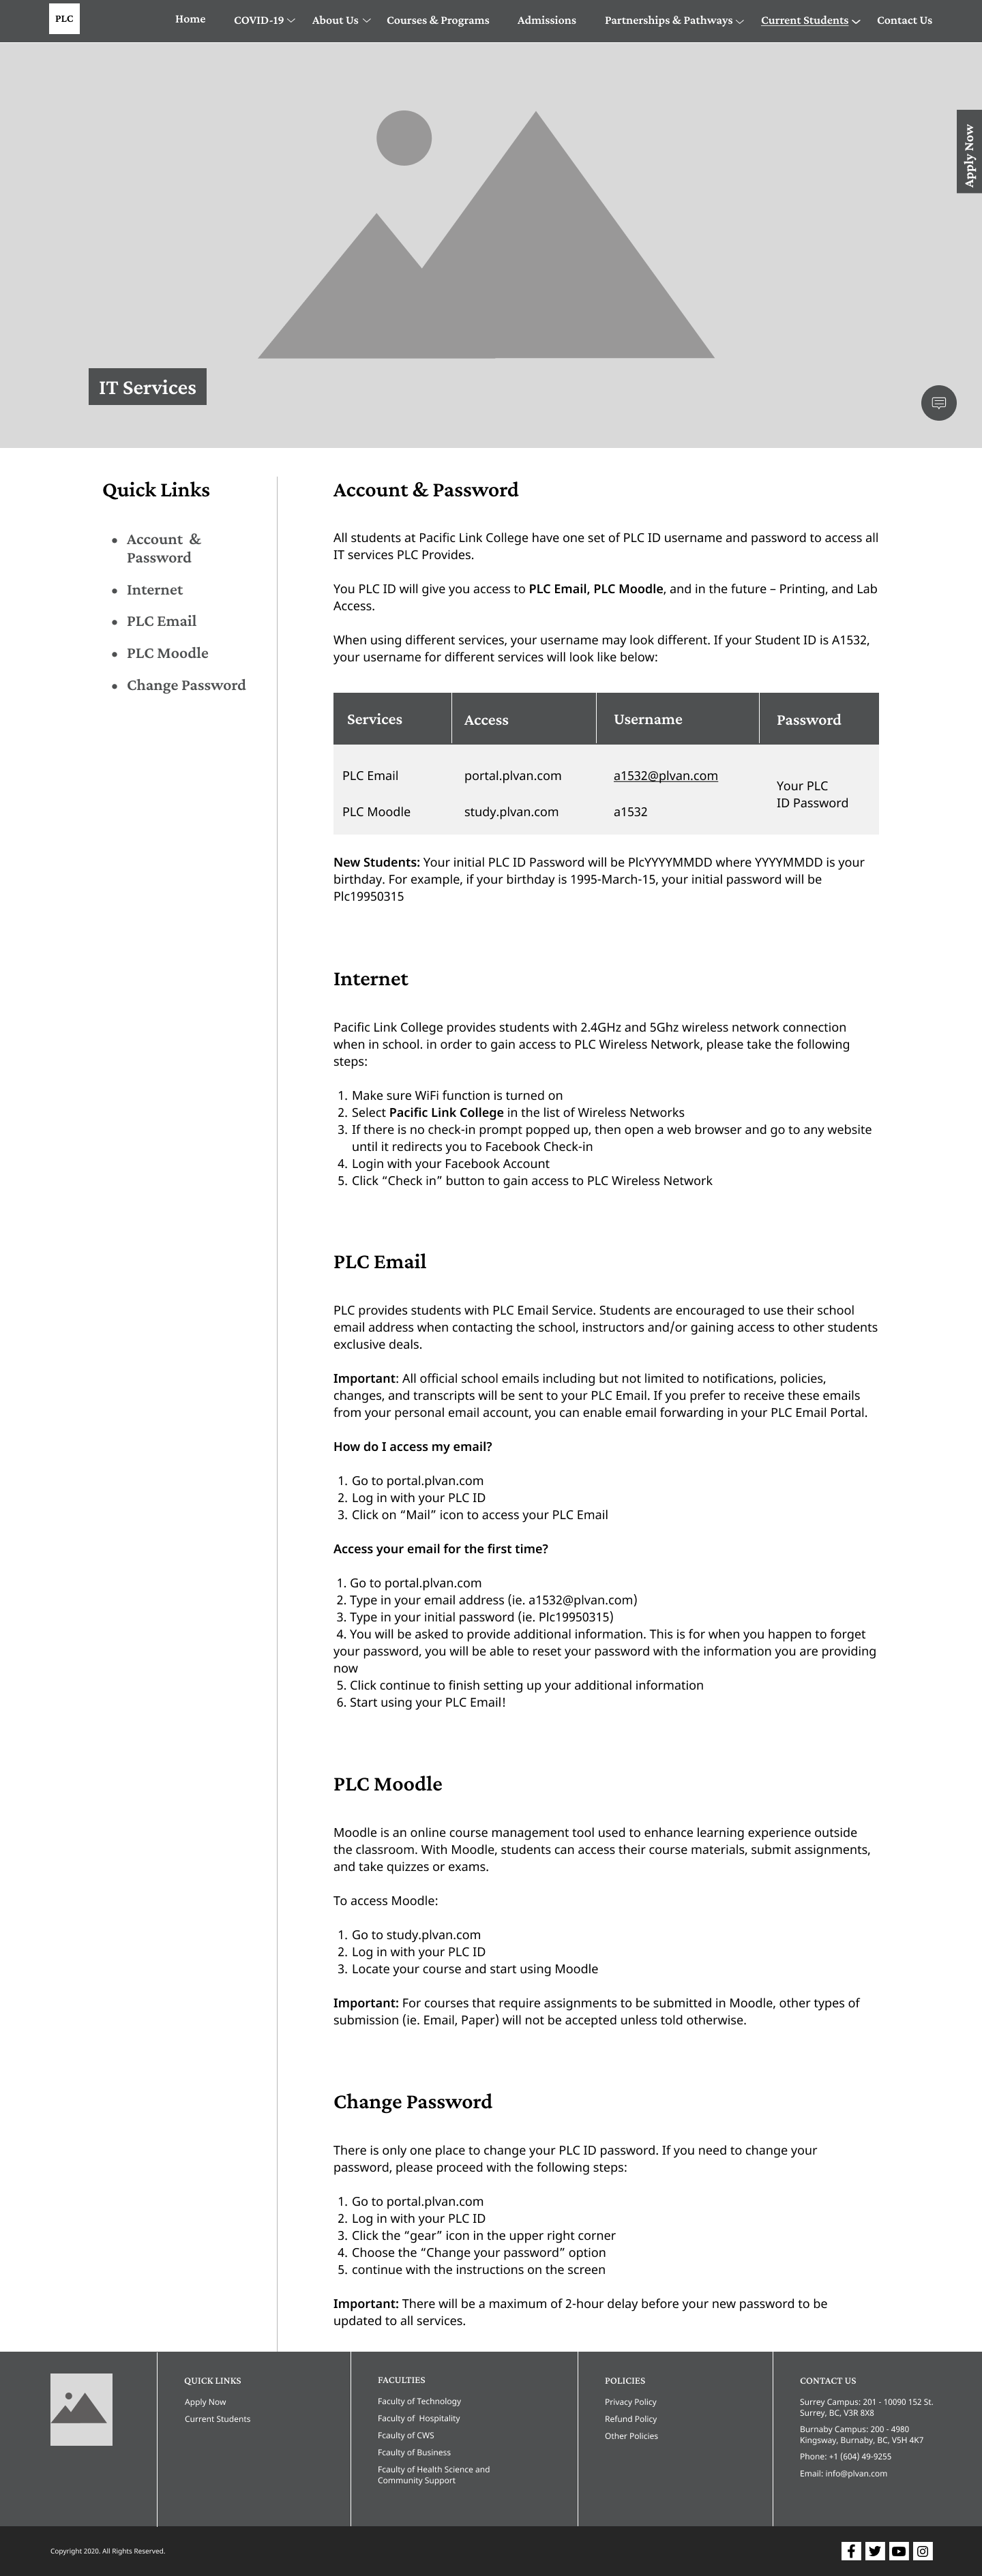 PLC
Home
COVID-19
About Us
Courses & Programs
Admissions
Partnerships & Pathways
Current Students
Contact Us
Apply Now
IT Services
Quick Links
• Account & 
Password
• Internet
• PLC Email
• PLC Moodle
• Change Password
Account & Password
All students at Pacific Link College have one set of PLC ID username and password to access all
IT services PLC Provides.
You PLC ID will give you access to PLC Email, PLC Moodle, and in the future – Printing, and Lab
Access.
When using different services, your username may look different. If your Student ID is A1532,
your username for different services will look like below:
Services Access Username Password
PLC Email portal.plvan.com a1532@plvan.com
Your PLC
ID Password
PLC Moodle study.plvan.com a1532
New Students: Your initial PLC ID Password will be PlcYYYYMMDD where YYYYMMDD is your
birthday. For example, if your birthday is 1995-March-15, your initial password will be
Plc19950315
Internet
Pacific Link College provides students with 2.4GHz and 5Ghz wireless network connection
when in school. in order to gain access to PLC Wireless Network, please take the following
steps:
1. Make sure WiFi function is turned on
2. Select Pacific Link College in the list of Wireless Networks
3. If there is no check-in prompt popped up, then open a web browser and go to any website
until it redirects you to Facebook Check-in
4. Login with your Facebook Account
5. Click “Check in” button to gain access to PLC Wireless Network
PLC Email
PLC provides students with PLC Email Service. Students are encouraged to use their school
email address when contacting the school, instructors and/or gaining access to other students
exclusive deals.
Important: All official school emails including but not limited to notifications, policies,
changes, and transcripts will be sent to your PLC Email. If you prefer to receive these emails
from your personal email account, you can enable email forwarding in your PLC Email Portal.
How do I access my email?
1. Go to portal.plvan.com
2. Log in with your PLC ID
3. Click on “Mail” icon to access your PLC Email
Access your email for the first time?
1. Go to portal.plvan.com
2. Type in your email address (ie. a1532@plvan.com)
3. Type in your initial password (ie. Plc19950315)
4. You will be asked to provide additional information. This is for when you happen to forget
your password, you will be able to reset your password with the information you are providing
now
5. Click continue to finish setting up your additional information
6. Start using your PLC Email!
PLC Moodle
Moodle is an online course management tool used to enhance learning experience outside
the classroom. With Moodle, students can access their course materials, submit assignments,
and take quizzes or exams.
To access Moodle:
1. Go to study.plvan.com
2. Log in with your PLC ID
3. Locate your course and start using Moodle
Important: For courses that require assignments to be submitted in Moodle, other types of
submission (ie. Email, Paper) will not be accepted unless told otherwise.
Change Password
There is only one place to change your PLC ID password. If you need to change your
password, please proceed with the following steps:
1. Go to portal.plvan.com
2. Log in with your PLC ID
3. Click the “gear” icon in the upper right corner
4. Choose the “Change your password” option
5. continue with the instructions on the screen
Important: There will be a maximum of 2-hour delay before your new password to be
updated to all services.
QUICK LINKS
Apply Now
Current Students
FACULTIES
Faculty of Technology
Faculty of Hospitality
Fcaulty of CWS
Fcaulty of Business
Fcaulty of Health Science and
Community Support
POLICIES
Privacy Policy
Refund Policy
Other Policies
CONTACT US
Surrey Campus: 201 - 10090 152 St.
Surrey, BC, V3R 8X8
Burnaby Campus: 200 - 4980
Kingsway, Burnaby, BC, V5H 4K7
Phone: +1 (604) 49-9255
Email: info@plvan.com
Copyright 2020. All Rights Reserved.